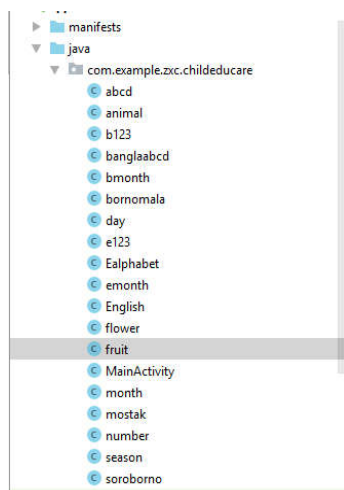 manifests
java
com.example.zxc.childeducare
abcd
animal
b123
banglaabcd
bmonth
bornomala
day
e123
Ealphabet
emonth
English
flower
fruit
MainActivity
month
mostak
number
season
soroborno